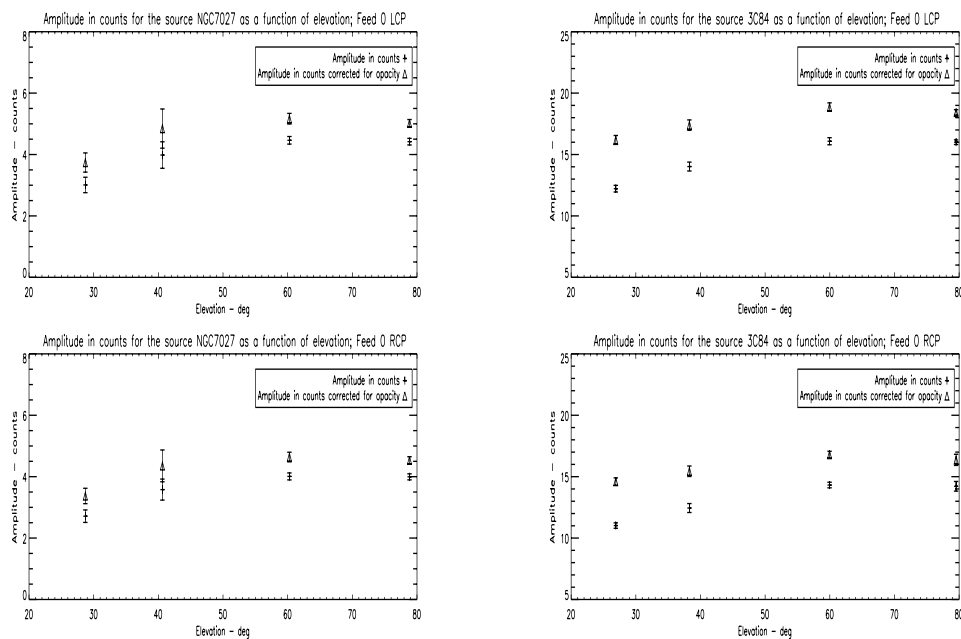 Amplitude in counts for the source NGC7027 as a function of elevation; Feed 0 LCP
8
6
4
2
0
Amplitude – counts
Amplitude in counts +
Amplitude in counts corrected for opacity △
20 30 40 50 60 70 80
Elevation – deg
Amplitude in counts for the source 3C84 as a function of elevation; Feed 0 LCP
25
20
15
10
5
Amplitude – counts
Amplitude in counts +
Amplitude in counts corrected for opacity △
20 30 40 50 60 70 80
Elevation – deg
Amplitude in counts for the source NGC7027 as a function of elevation; Feed 0 RCP
8
6
4
2
0
Amplitude – counts
Amplitude in counts +
Amplitude in counts corrected for opacity △
20 30 40 50 60 70 80
Elevation – deg
Amplitude in counts for the source 3C84 as a function of elevation; Feed 0 RCP
25
20
15
10
5
Amplitude – counts
Amplitude in counts +
Amplitude in counts corrected for opacity △
20 30 40 50 60 70 80
Elevation – deg